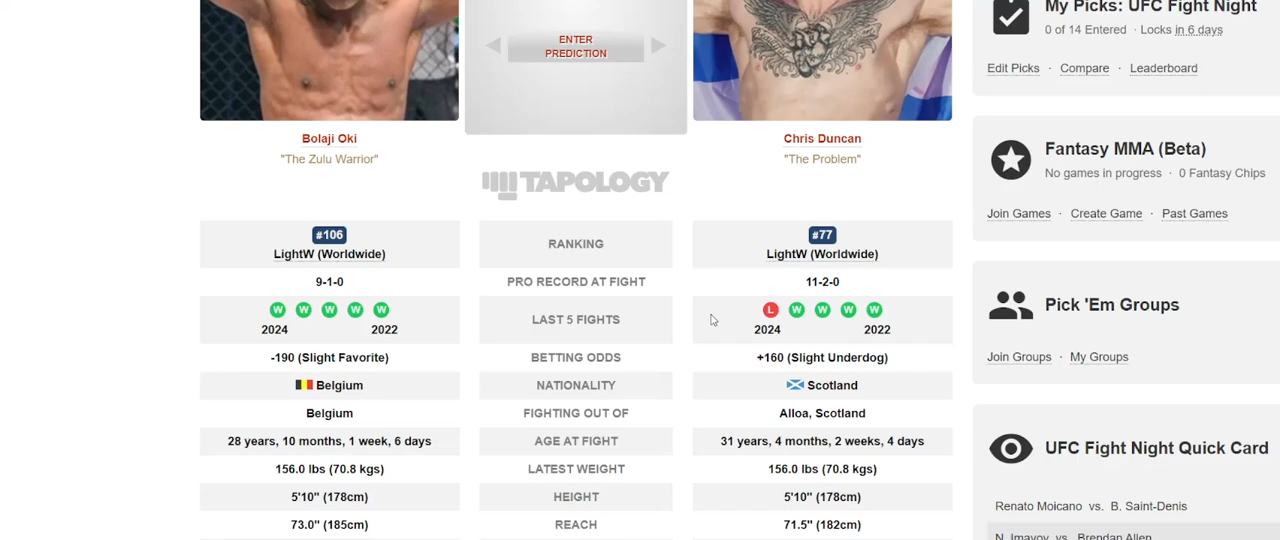 My Picks: UFC Fight Night
0 of 14 Entered · Locks in 6 days
Edit Picks · Compare · Leaderboard
ENTER
PREDICTION
Bolaji Oki
"The Zulu Warrior"
Chris Duncan
"The Problem"
TAPOLOGY
#106
LightW (Worldwide)
RANKING
#77
LightW (Worldwide)
9-1-0 PRO RECORD AT FIGHT 11-2-0
W W W W W
2024 2022
LAST 5 FIGHTS
L W W W W
2024 2022
-190 (Slight Favorite) BETTING ODDS +160 (Slight Underdog)
Belgium NATIONALITY Scotland
Belgium FIGHTING OUT OF Alloa, Scotland
28 years, 10 months, 1 week, 6 days AGE AT FIGHT 31 years, 4 months, 2 weeks, 4 days
156.0 lbs (70.8 kgs) LATEST WEIGHT 156.0 lbs (70.8 kgs)
5'10" (178cm) HEIGHT 5'10" (178cm)
73.0" (185cm) REACH 71.5" (182cm)
Fantasy MMA (Beta)
No games in progress · 0 Fantasy Chips
Join Games · Create Game · Past Games
Pick 'Em Groups
Join Groups · My Groups
UFC Fight Night Quick Card
Renato Moicano vs. B. Saint-Denis
N. Imavov vs. Brendan Allen